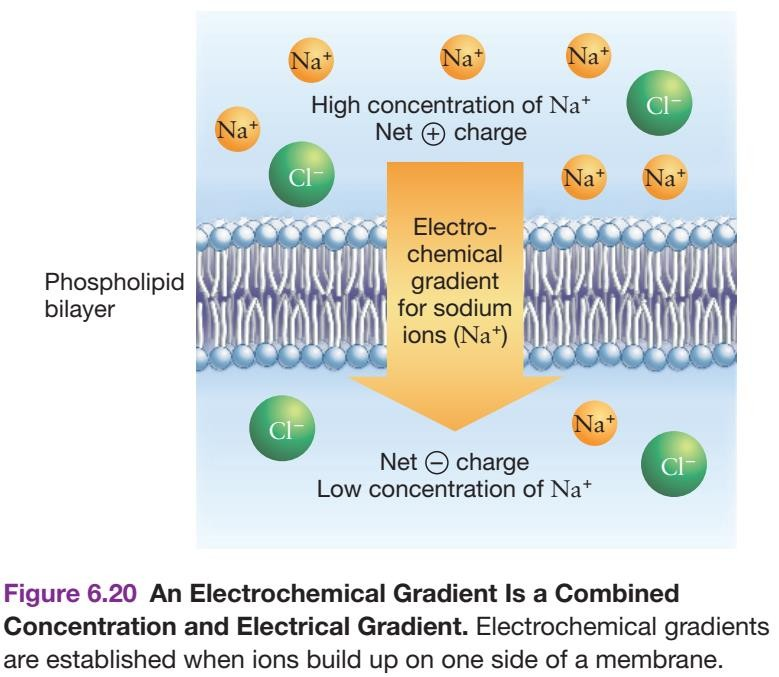 Na⁺
Na⁺
Na⁺
Cl⁻
High concentration of Na⁺
Net ⊕ charge
Na⁺
Cl⁻
Na⁺
Na⁺
Electro-
chemical
gradient
for sodium
ions (Na⁺)
Phospholipid
bilayer
Cl⁻
Na⁺
Net ⊖ charge
Cl⁻
Low concentration of Na⁺
Figure 6.20 An Electrochemical Gradient Is a Combined
Concentration and Electrical Gradient. Electrochemical gradients
are established when ions build up on one side of a membrane.